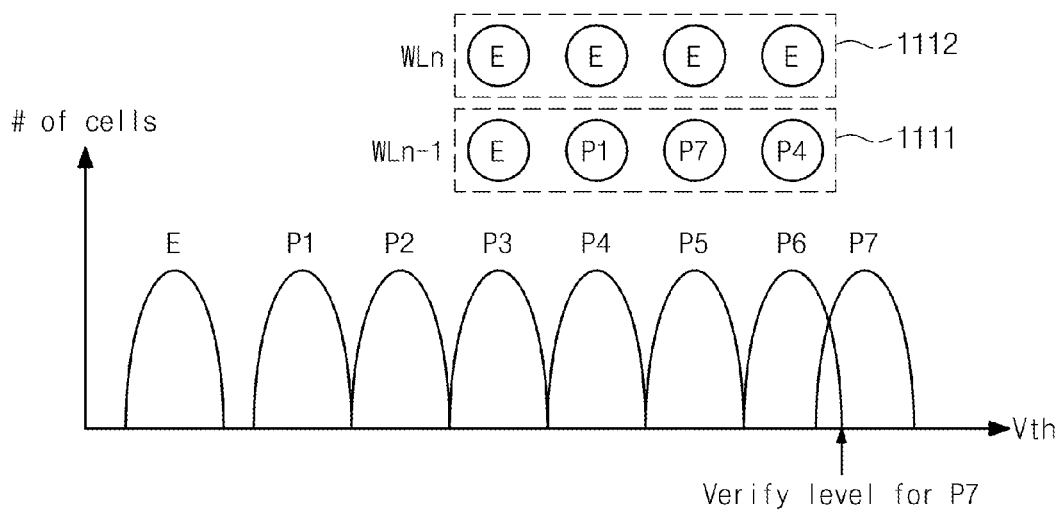 WLn E E E E 1112
# of cells
WLn-1 E P1 P7 P4 1111
E P1 P2 P3 P4 P5 P6 P7
Vth
Verify level for P7